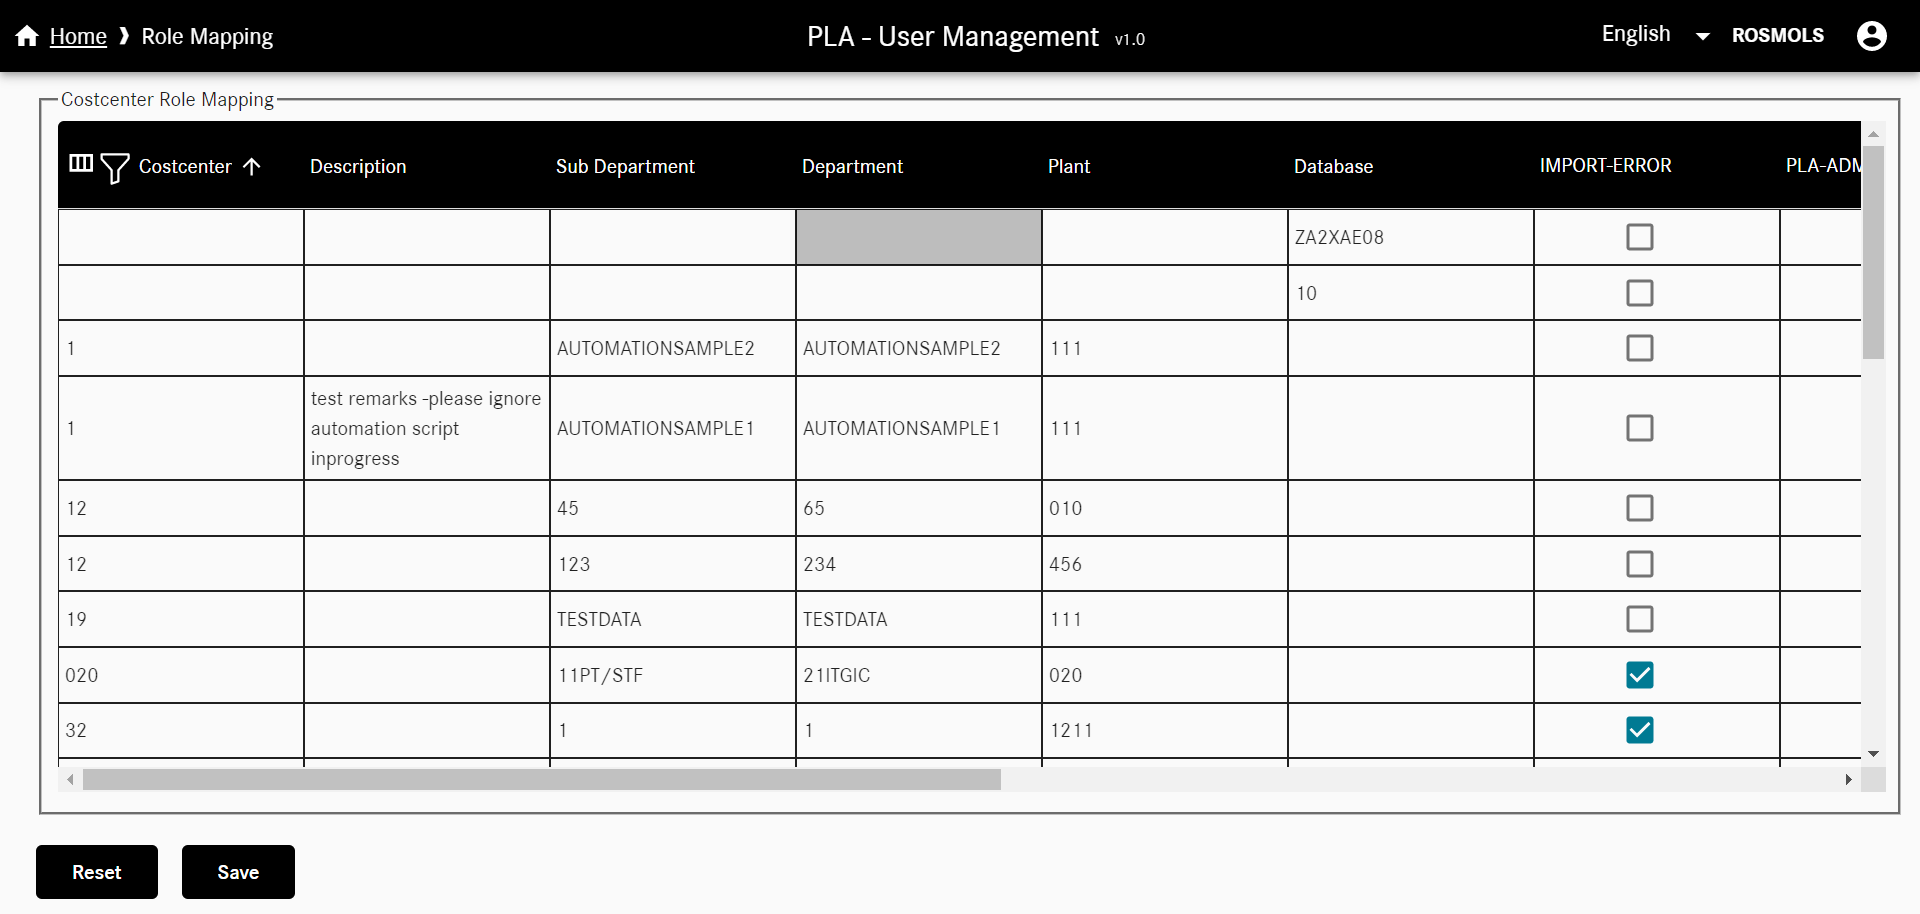 Home ❱ Role Mapping
PLA - User Management v1.0
English
ROSMOLS
Costcenter Role Mapping
Costcenter Description Sub Department Department Plant Database IMPORT-ERROR PLA-ADM
ZA2XAE08
10
1 AUTOMATIONSAMPLE2 AUTOMATIONSAMPLE2 111
test remarks -please ignore
1 automation script AUTOMATIONSAMPLE1 AUTOMATIONSAMPLE1 111
inprogress
12 45 65 010
12 123 234 456
19 TESTDATA TESTDATA 111
020 11PT/STF 21ITGIC 020
32 1 1 1211
Reset Save